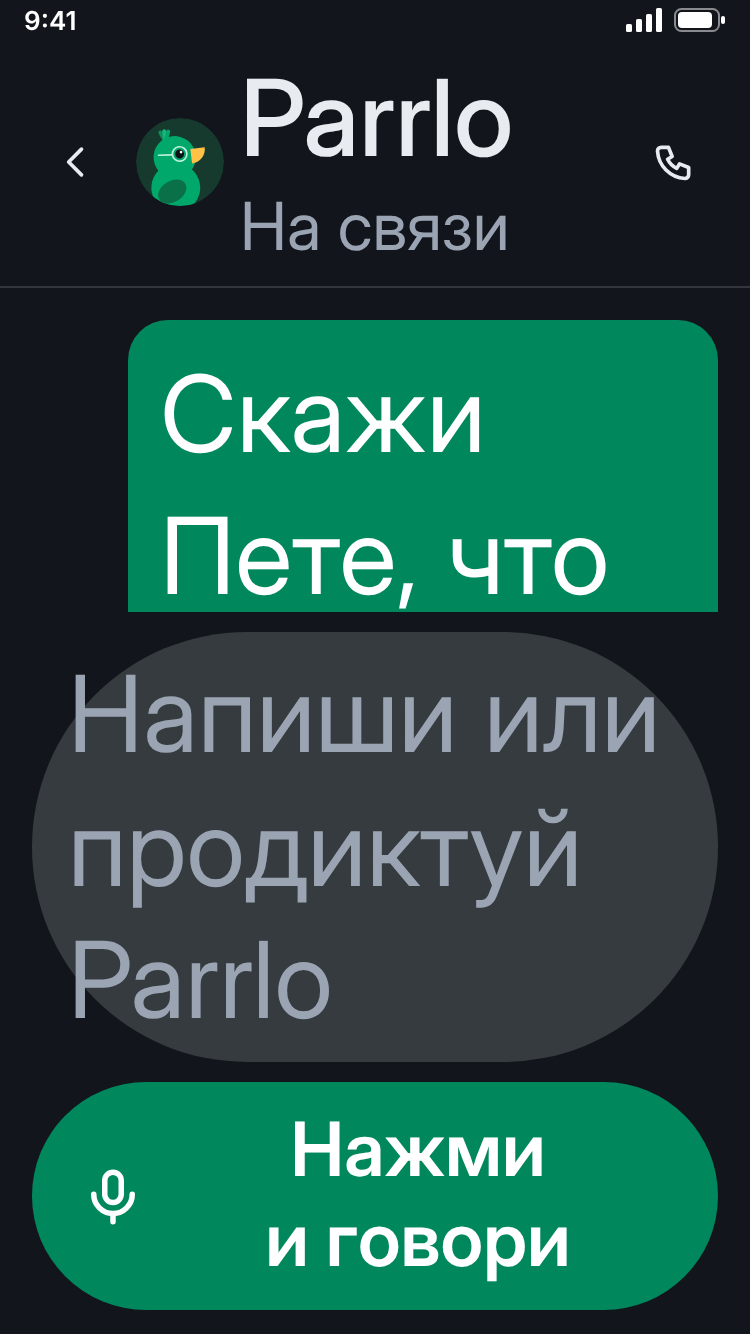 9:41
Parrlo
На связи
Скажи
Пете, что
Напиши или
продиктуй
Parrlo
Нажми
и говори